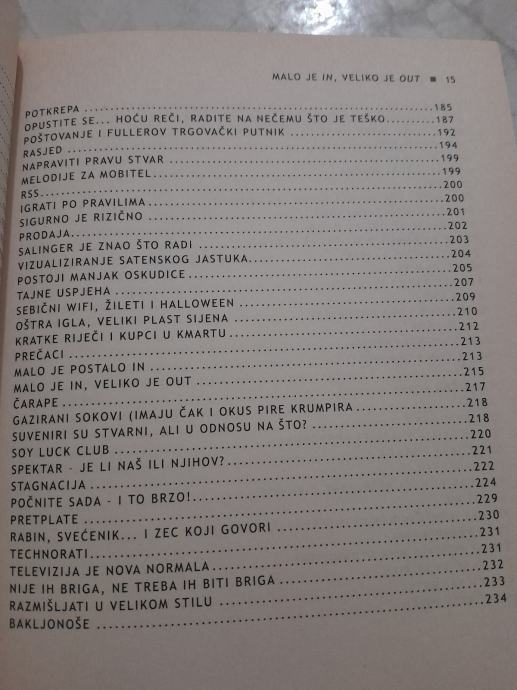 MALO JE IN, VELIKO JE OUT ■ 15
POTKREPA ........ 185
OPUSTITE SE... HOĆU REĆI, RADITE NA NEČEMU ŠTO JE TEŠKO ........ 187
POŠTOVANJE I FULLEROV TRGOVAČKI PUTNIK ........ 192
RASJED ........ 194
NAPRAVITI PRAVU STVAR ........ 199
MELODIJE ZA MOBITEL ........ 199
RSS ........ 200
IGRATI PO PRAVILIMA ........ 200
SIGURNO JE RIZIČNO ........ 201
PRODAJA ........ 202
SALINGER JE ZNAO ŠTO RADI ........ 203
VIZUALIZIRANJE SATENSKOG JASTUKA ........ 204
POSTOJI MANJAK OSKUDICE ........ 205
TAJNE USPJEHA ........ 207
SEBIČNI WIFI, ŽILETI I HALLOWEEN ........ 209
OŠTRA IGLA, VELIKI PLAST SIJENA ........ 210
KRATKE RIJEČI I KUPCI U KMARTU ........ 212
PREČACI ........ 213
MALO JE POSTALO IN ........ 213
MALO JE IN, VELIKO JE OUT ........ 215
ČARAPE ........ 217
GAZIRANI SOKOVI (IMAJU ČAK I OKUS PIRE KRUMPIRA ........ 218
SUVENIRI SU STVARNI, ALI U ODNOSU NA ŠTO? ........ 218
SOY LUCK CLUB ........ 220
SPEKTAR - JE LI NAŠ ILI NJIHOV? ........ 221
STAGNACIJA ........ 222
POČNITE SADA - I TO BRZO! ........ 224
PRETPLATE ........ 229
RABIN, SVEĆENIK... I ZEC KOJI GOVORI ........ 230
TECHNORATI ........ 231
TELEVIZIJA JE NOVA NORMALA ........ 231
NIJE IH BRIGA, NE TREBA IH BITI BRIGA ........ 232
RAZMIŠLJATI U VELIKOM STILU ........ 233
BAKLJONOŠE ........ 234